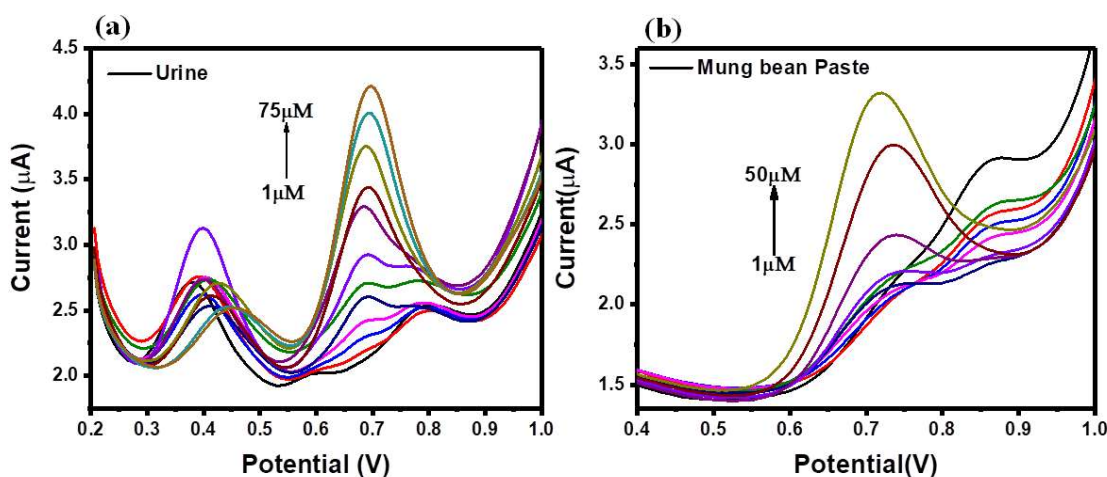 (a)
Urine
75μM
1μM
4.5
4.0
3.5
3.0
2.5
2.0
Current (μA)
0.2 0.3 0.4 0.5 0.6 0.7 0.8 0.9 1.0
Potential (V)
(b)
Mung bean Paste
50μM
1μM
3.5
3.0
2.5
2.0
1.5
Current(μA)
0.4 0.5 0.6 0.7 0.8 0.9 1.0
Potential(V)